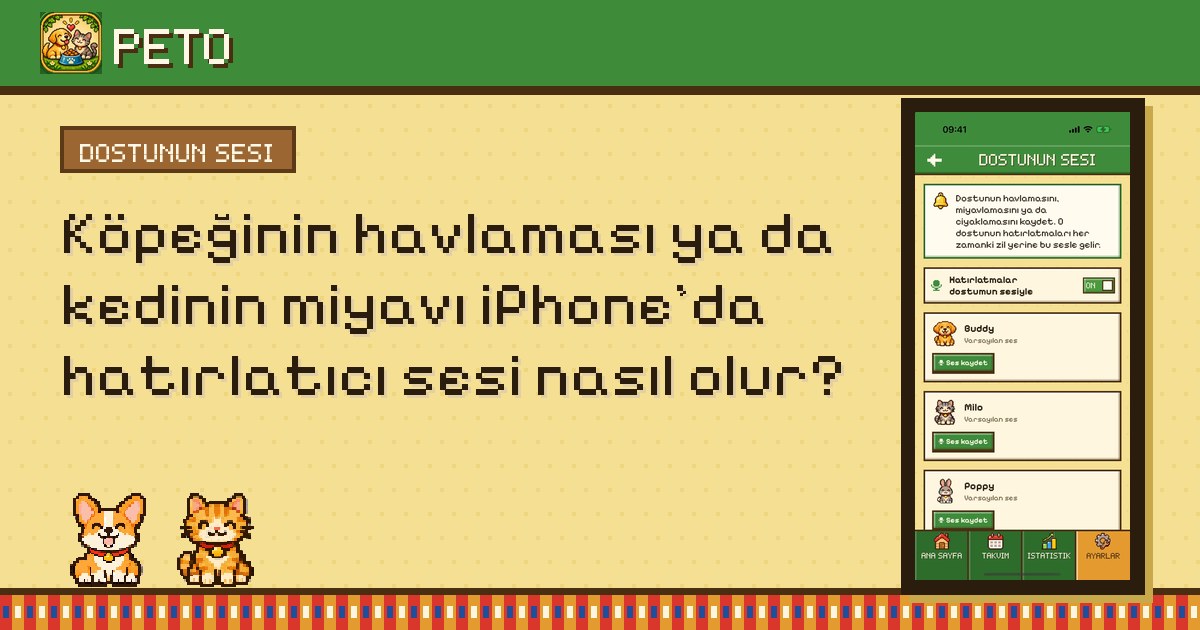 PETO
DOSTUNUN SESI
Köpeğinin havlaması ya da
kedinin miyavı iPhone'da
hatırlatıcı sesi nasıl olur?
09:41
DOSTUNUN SESI
Dostunun havlamasını,
miyavlamasını ya da
ciyaklamasını kaydet. O
dostunun hatırlatmaları her
zamanki zil yerine bu sesle gelir.
Hatırlatmalar
dostumun sesiyle
ON
Buddy
Varsayılan ses
Ses kaydet
Milo
Varsayılan ses
Ses kaydet
Poppy
Varsayılan ses
Ses kaydet
ANA SAYFA
TAKVIM
ISTATISTIK
AYARLAR